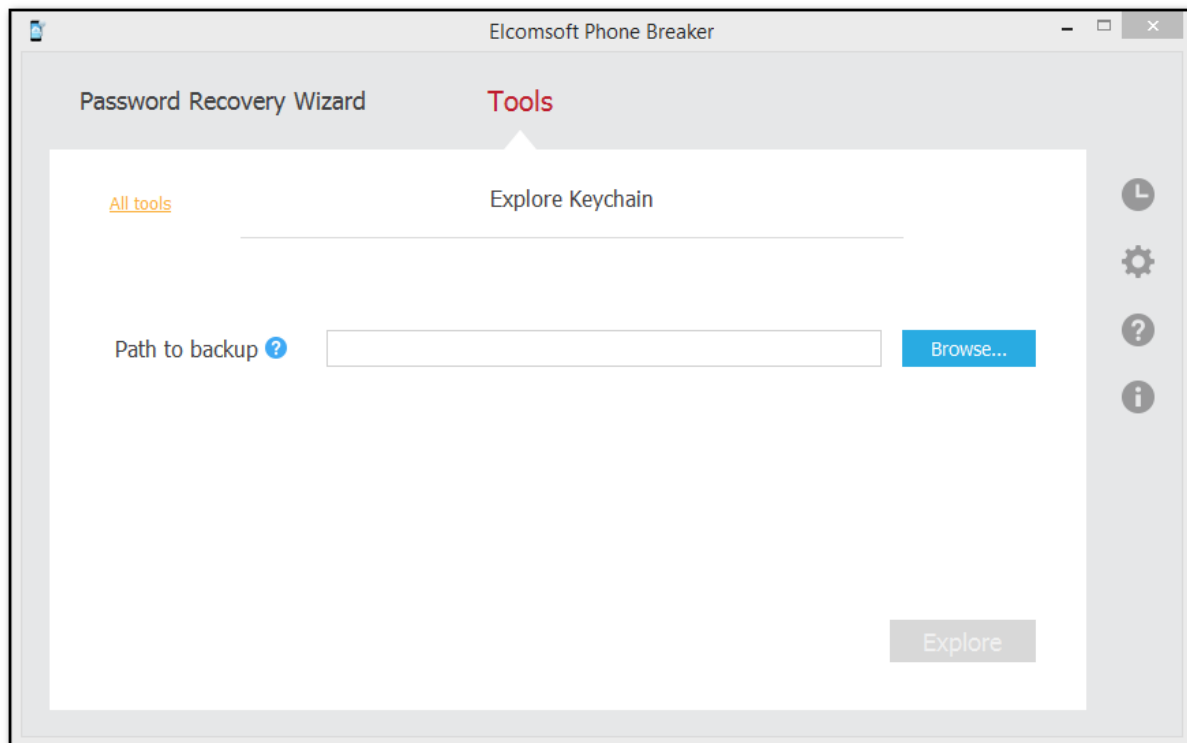 Elcomsoft Phone Breaker
Password Recovery Wizard Tools
All tools Explore Keychain
Path to backup ? Browse...
Explore